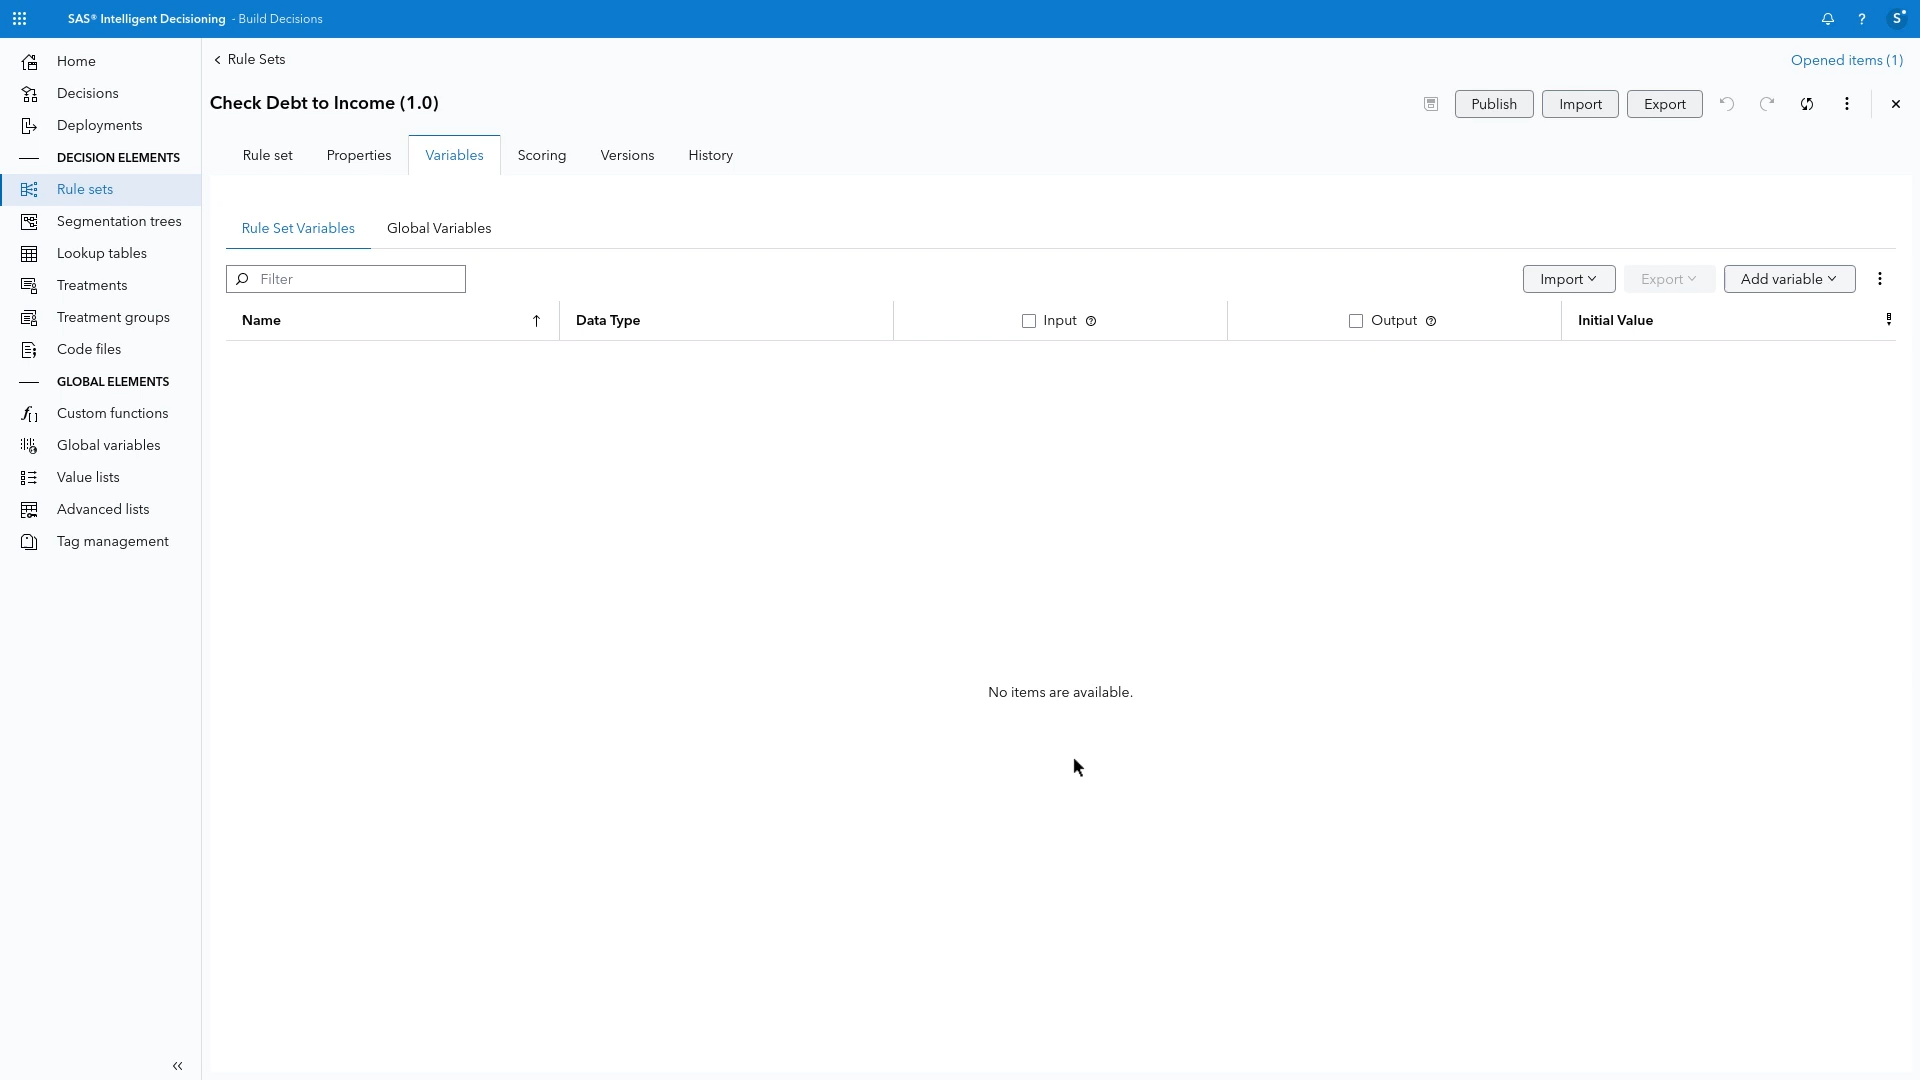 SAS® Intelligent Decisioning - Build Decisions
? S
Home
Decisions
Deployments
DECISION ELEMENTS
Rule sets
Segmentation trees
Lookup tables
Treatments
Treatment groups
Code files
GLOBAL ELEMENTS
Custom functions
Global variables
Value lists
Advanced lists
Tag management
Rule Sets
Opened items (1)
Check Debt to Income (1.0)
Publish Import Export
Rule set Properties Variables Scoring Versions History
Rule Set Variables Global Variables
Filter
Import Export Add variable
Name Data Type Input Output Initial Value
No items are available.